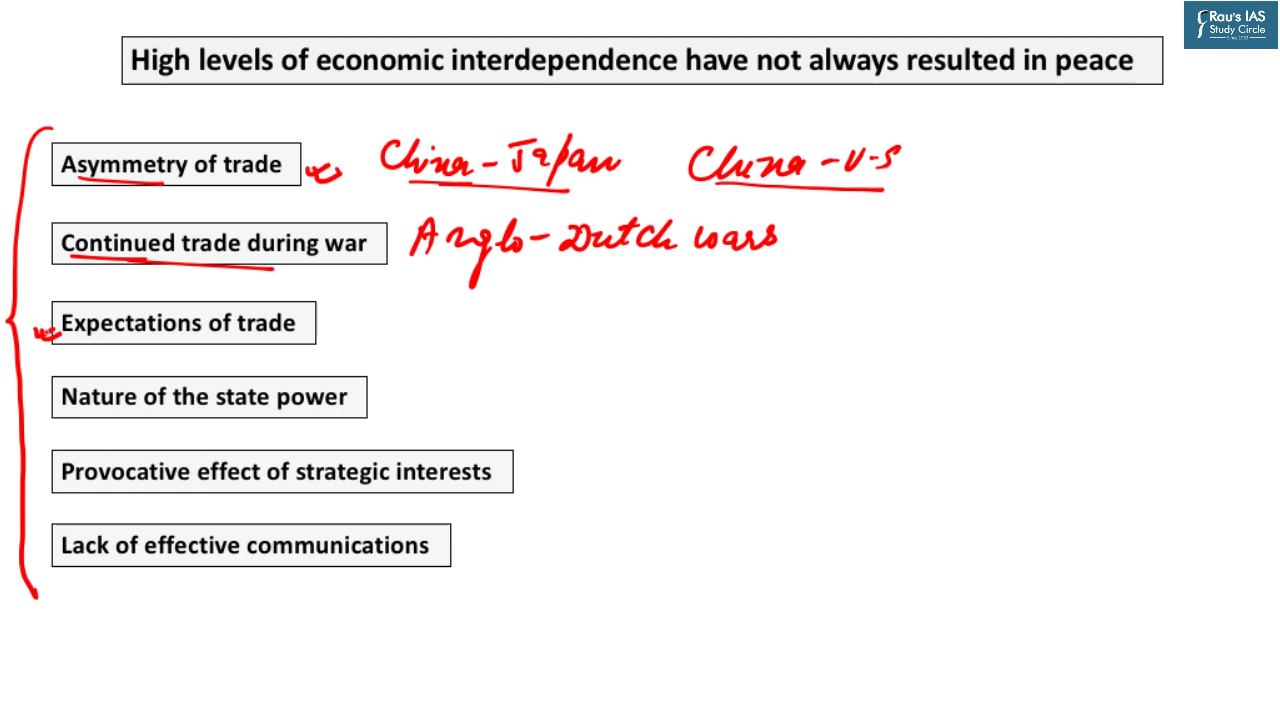 Rau's IAS
Study Circle
High levels of economic interdependence have not always resulted in peace
Asymmetry of trade China-Japan China-U-S
Continued trade during war Anglo-Dutch wars
Expectations of trade
Nature of the state power
Provocative effect of strategic interests
Lack of effective communications